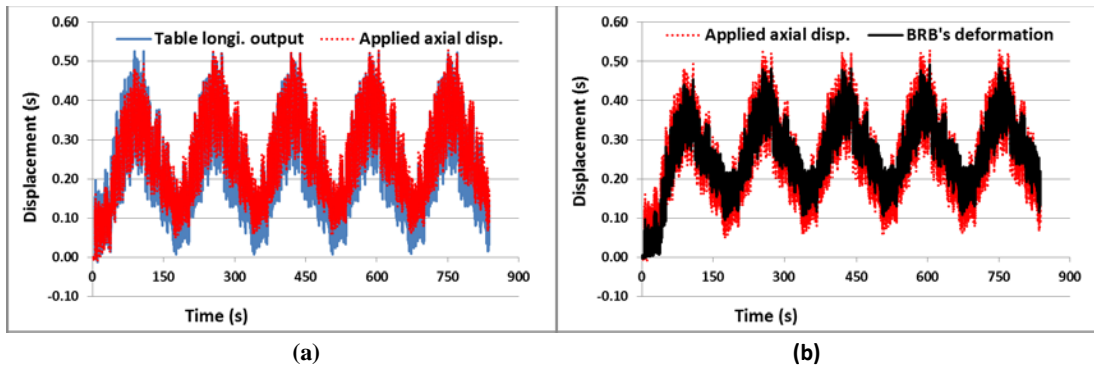 Table longi. output
Applied axial disp.
Displacement (s)
0.60
0.50
0.40
0.30
0.20
0.10
0.00
-0.10
0 150 300 450 600 750 900
Time (s)
(a)
Applied axial disp.
BRB's deformation
Displacement (s)
0.60
0.50
0.40
0.30
0.20
0.10
0.00
-0.10
0 150 300 450 600 750 900
Time (s)
(b)